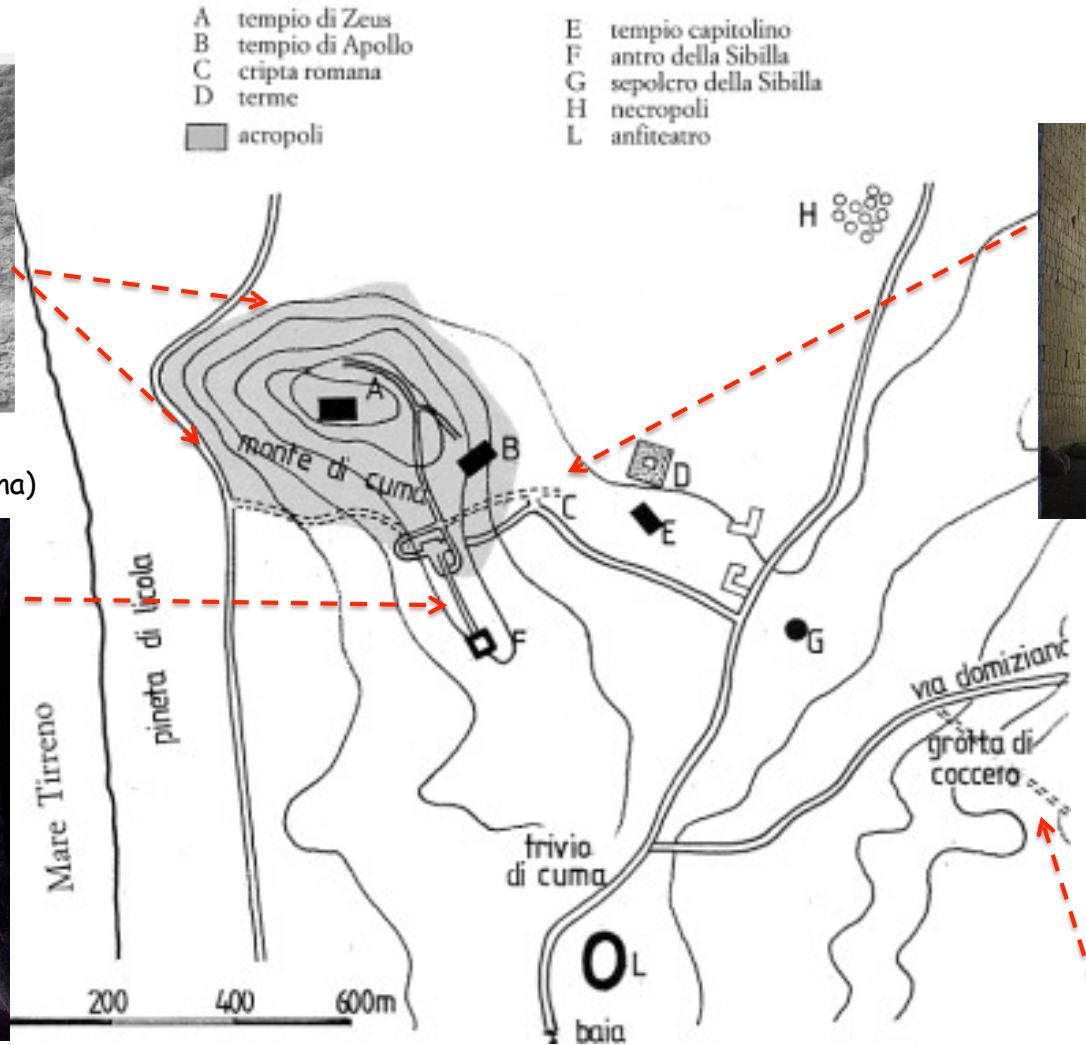 A tempio di Zeus
B tempio di Apollo
C cripta romana
D terme
acropoli
E tempio capitolino
F antro della Sibilla
G sepolcro della Sibilla
H necropoli
L anfiteatro
H
A
monte di cuma
B
C
D
E
F
G
na)
pineta di licola
Mare Tirreno
via domiziana
grotta di
cocceio
trivio
di cuma
L
200 400 600m
baia